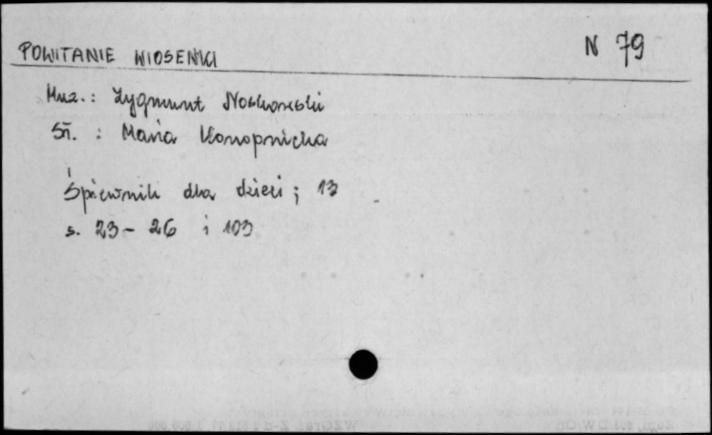 POWITANIE WIOSENKI
N 79
Muz.: Zygmunt Noskowski
Sł. : Maria Konopnicka
Śpiewnik dla dzieci; 13
s. 23-26 i 103